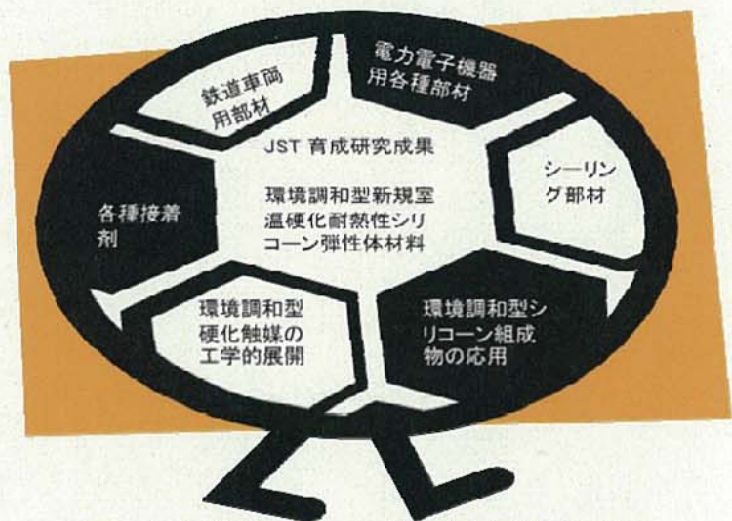 鉄道車両
用部材
電力電子機器
用各種部材
JST 育成研究成果
シーリン
グ部材
環境調和型新規室
温硬化耐熱性シリ
コーン弾性体材料
各種接着
剤
環境調和型
硬化触媒の
工学的展開
環境調和型シ
リコーン組成
物の応用